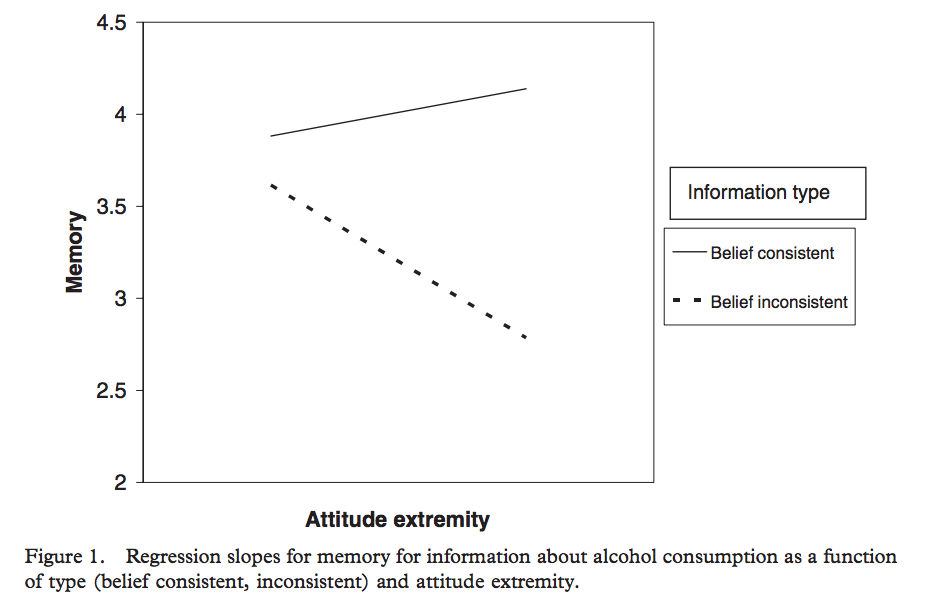 4.5
4
3.5
3
2.5
2
Memory
Attitude extremity
Information type
Belief consistent
Belief inconsistent
Figure 1. Regression slopes for memory for information about alcohol consumption as a function
of type (belief consistent, inconsistent) and attitude extremity.